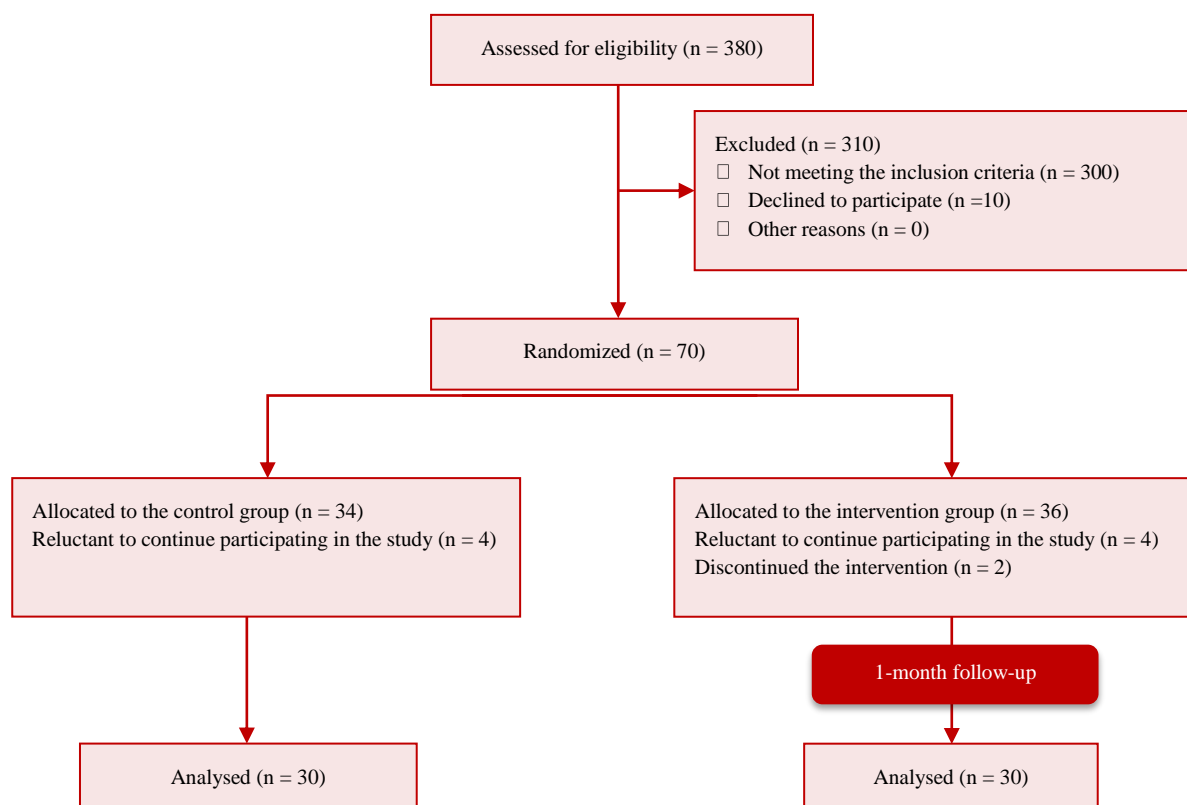 Assessed for eligibility (n = 380)
Excluded (n = 310)
□ Not meeting the inclusion criteria (n = 300)
□ Declined to participate (n =10)
□ Other reasons (n = 0)
Randomized (n = 70)
Allocated to the control group (n = 34)
Reluctant to continue participating in the study (n = 4)
Allocated to the intervention group (n = 36)
Reluctant to continue participating in the study (n = 4)
Discontinued the intervention (n = 2)
1-month follow-up
Analysed (n = 30)
Analysed (n = 30)